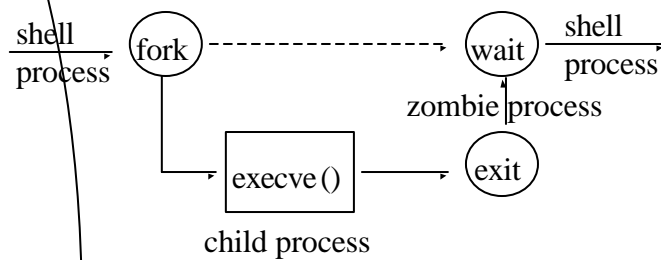 shell
process
fork
wait
shell
process
zombie process
execve()
exit
child process